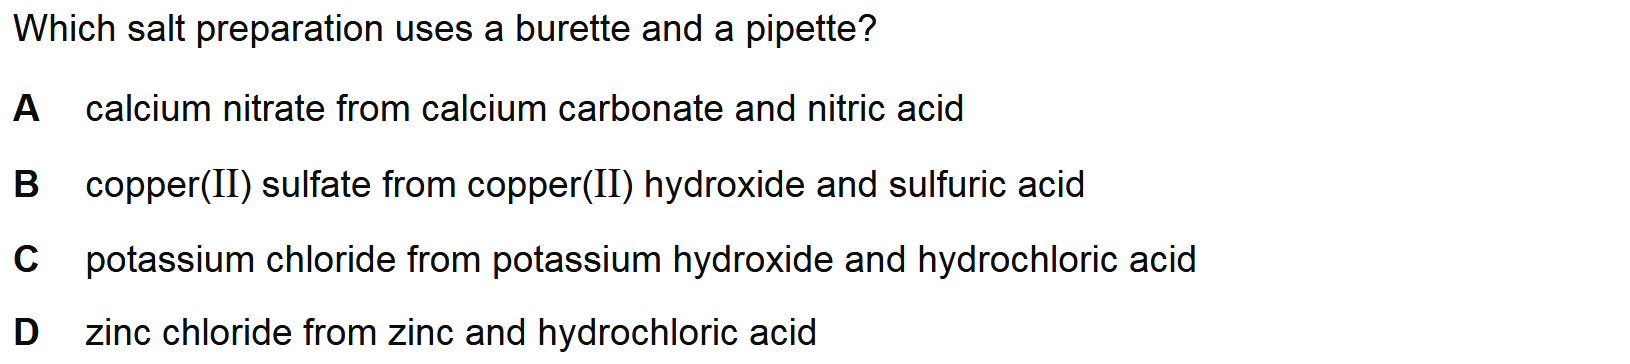 Which salt preparation uses a burette and a pipette?
A calcium nitrate from calcium carbonate and nitric acid
B copper(II) sulfate from copper(II) hydroxide and sulfuric acid
C potassium chloride from potassium hydroxide and hydrochloric acid
D zinc chloride from zinc and hydrochloric acid